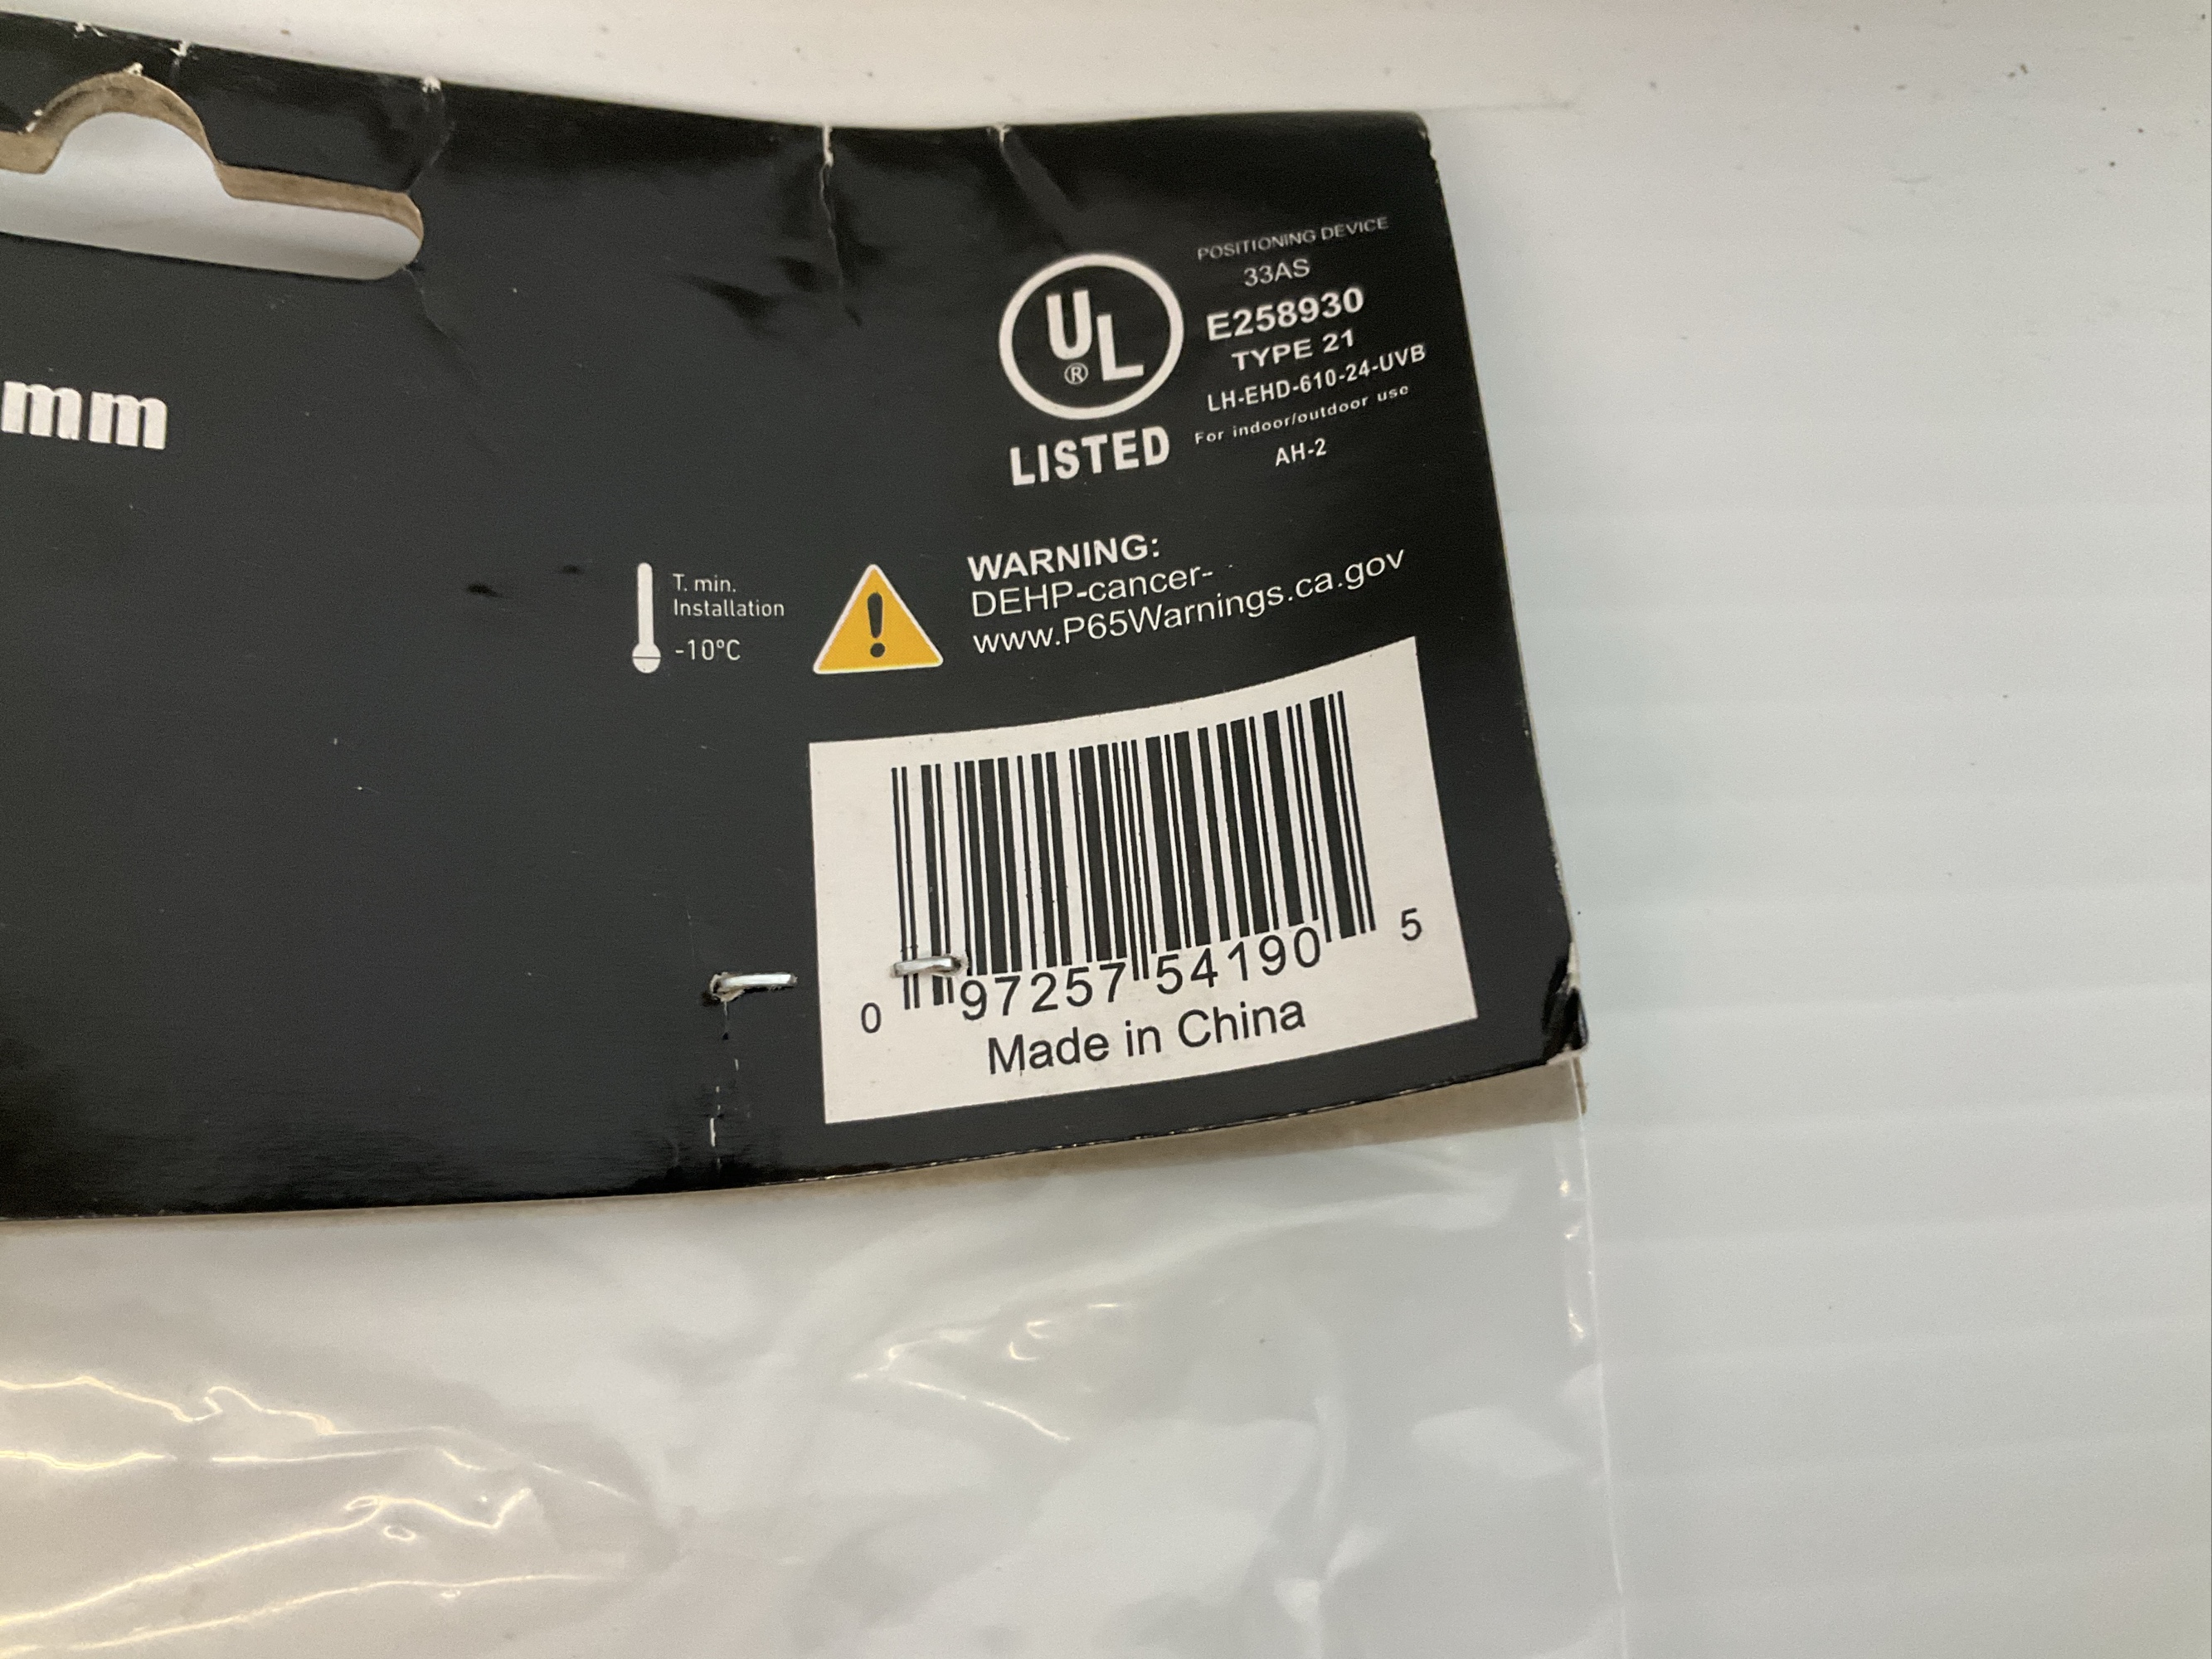 mm
UL
®
LISTED
POSITIONING DEVICE
33AS
E258930
TYPE 21
LH-EHD-610-24-UVB
For indoor/outdoor use
AH-2
T. min.
Installation
-10°C
!
WARNING:
DEHP-cancer-
www.P65Warnings.ca.gov
0 97257 54190 5
Made in China